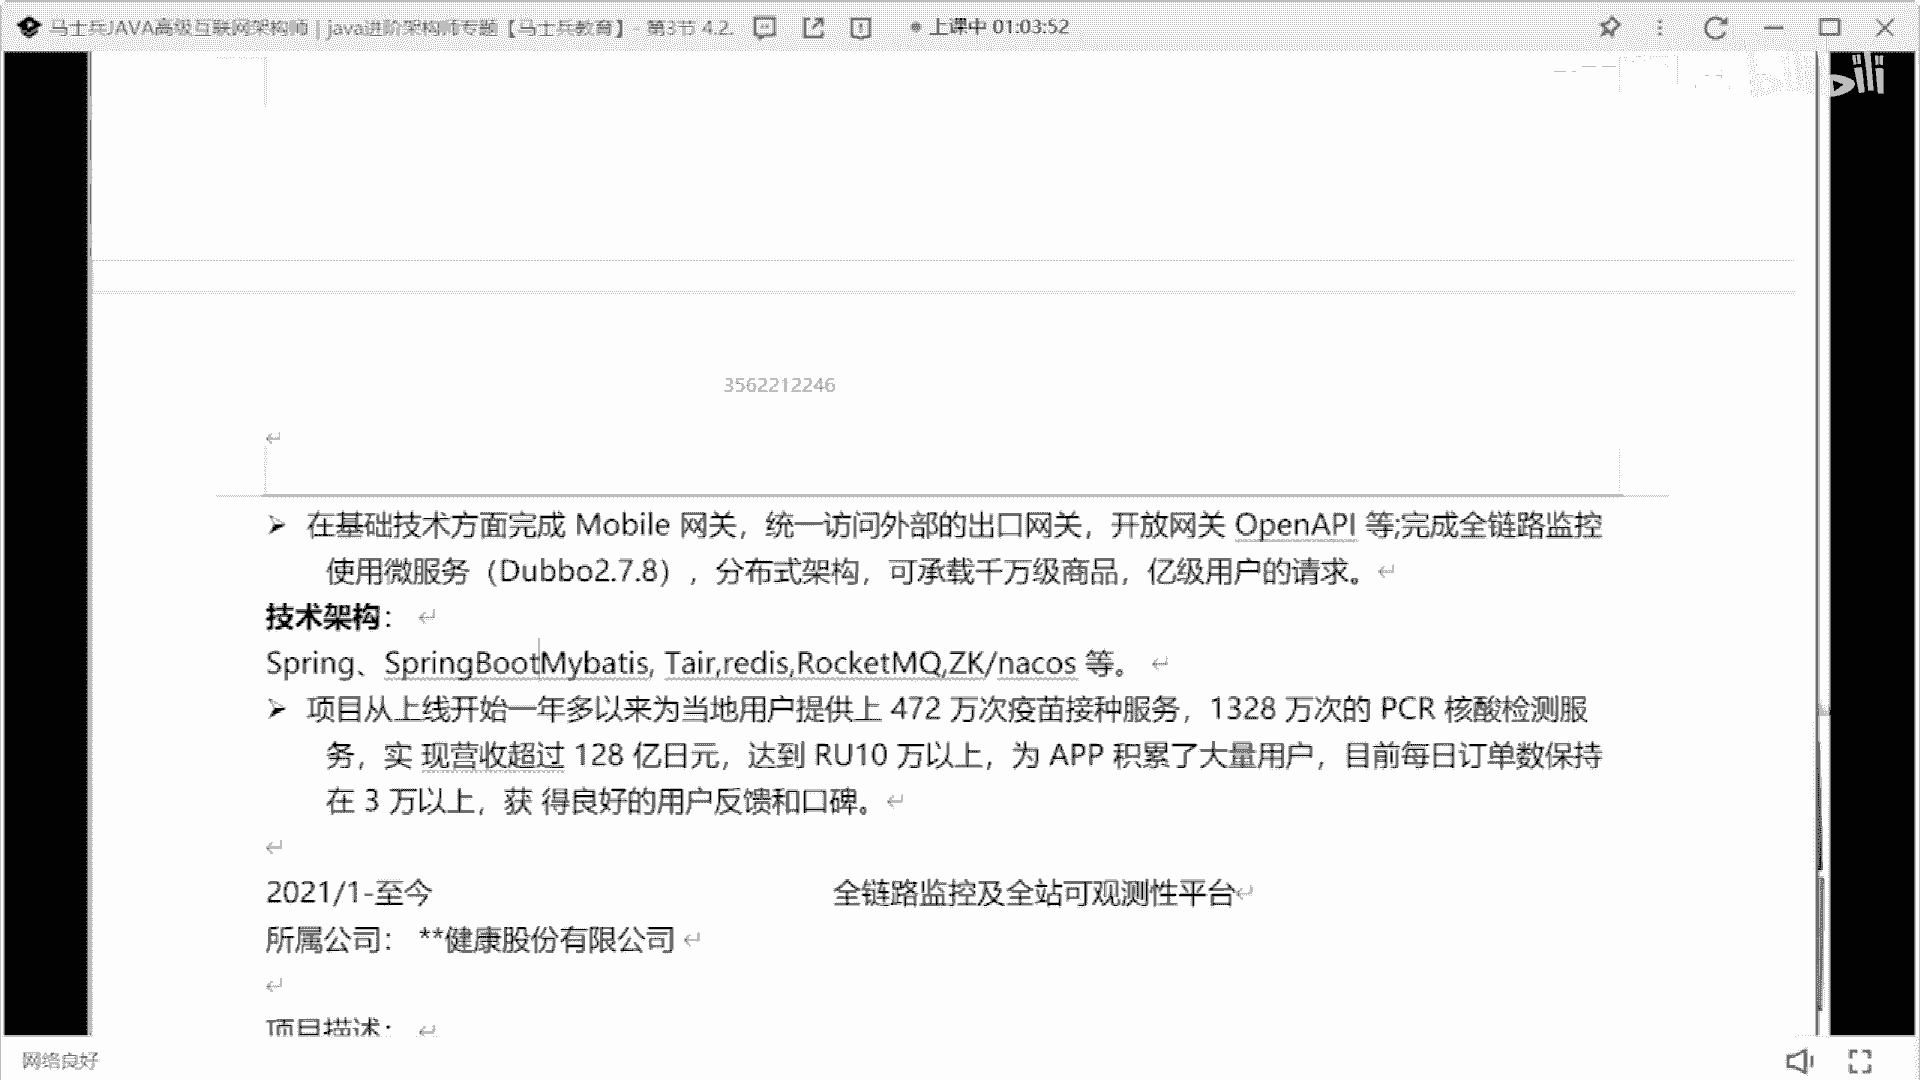 马士兵JAVA高级互联网架构师 | java进阶架构师专题【马士兵教育】- 第3节 4.2. 上课中 01:03:52
3562212246
➢ 在基础技术方面完成 Mobile 网关，统一访问外部的出口网关，开放网关 OpenAPI 等;完成全链路监控
使用微服务（Dubbo2.7.8），分布式架构，可承载千万级商品，亿级用户的请求。
技术架构：
Spring、SpringBootMybatis, Tair,redis,RocketMQ,ZK/nacos 等。
➢ 项目从上线开始一年多以来为当地用户提供上 472 万次疫苗接种服务，1328 万次的 PCR 核酸检测服
务，实 现营收超过 128 亿日元，达到 RU10 万以上，为 APP 积累了大量用户，目前每日订单数保持
在 3 万以上，获 得良好的用户反馈和口碑。
2021/1-至今 全链路监控及全站可观测性平台
所属公司： **健康股份有限公司
项目描述：
网络良好